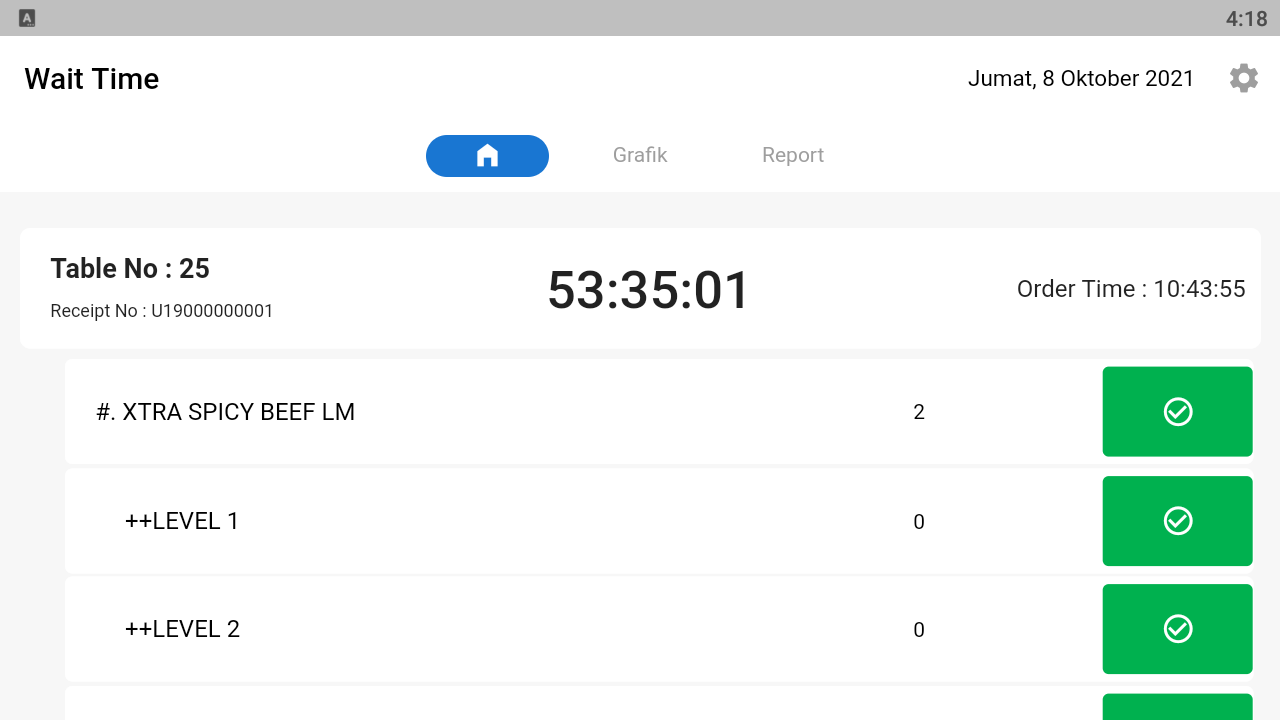 4:18
Wait Time
Jumat, 8 Oktober 2021
Grafik
Report
Table No : 25
Receipt No : U19000000001
53:35:01
Order Time : 10:43:55
#. XTRA SPICY BEEF LM
2
++LEVEL 1
0
++LEVEL 2
0